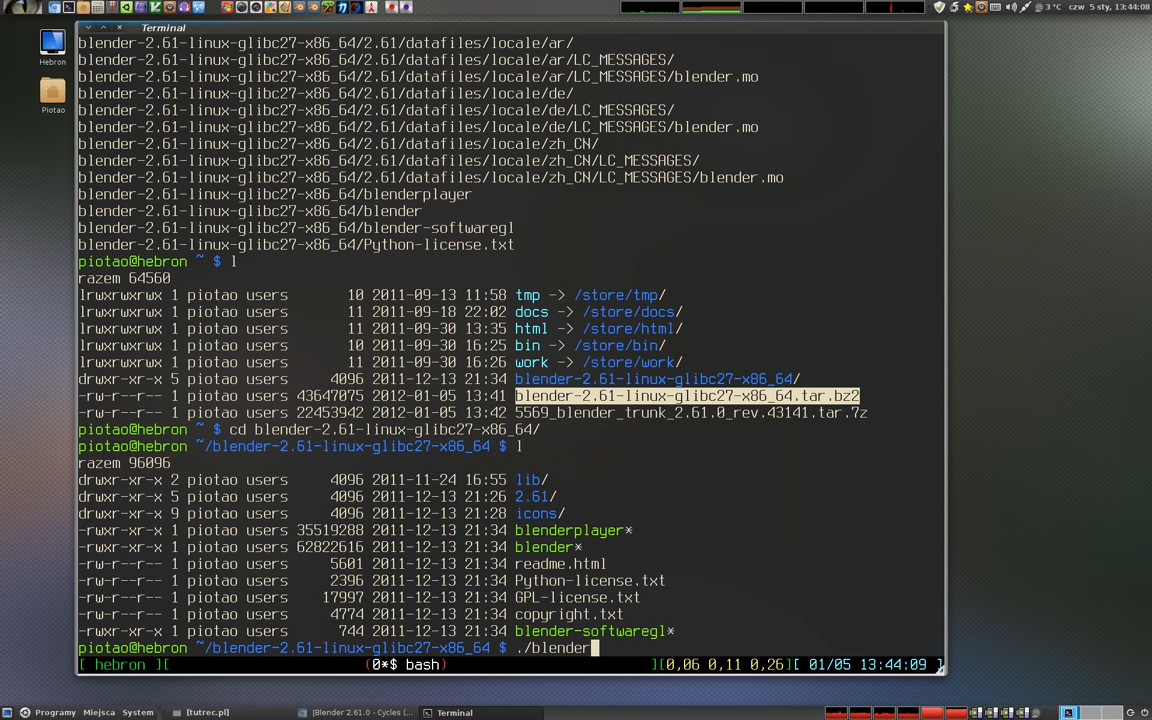 3 °C czw 5 sty, 13:44:08
Terminal
Hebron
Piotao
blender-2.61-linux-glibc27-x86_64/2.61/datafiles/locale/ar/
blender-2.61-linux-glibc27-x86_64/2.61/datafiles/locale/ar/LC_MESSAGES/
blender-2.61-linux-glibc27-x86_64/2.61/datafiles/locale/ar/LC_MESSAGES/blender.mo
blender-2.61-linux-glibc27-x86_64/2.61/datafiles/locale/de/
blender-2.61-linux-glibc27-x86_64/2.61/datafiles/locale/de/LC_MESSAGES/
blender-2.61-linux-glibc27-x86_64/2.61/datafiles/locale/de/LC_MESSAGES/blender.mo
blender-2.61-linux-glibc27-x86_64/2.61/datafiles/locale/zh_CN/
blender-2.61-linux-glibc27-x86_64/2.61/datafiles/locale/zh_CN/LC_MESSAGES/
blender-2.61-linux-glibc27-x86_64/2.61/datafiles/locale/zh_CN/LC_MESSAGES/blender.mo
blender-2.61-linux-glibc27-x86_64/blenderplayer
blender-2.61-linux-glibc27-x86_64/blender
blender-2.61-linux-glibc27-x86_64/blender-softwaregl
blender-2.61-linux-glibc27-x86_64/Python-license.txt
piotao@hebron ~ $ l
razem 64560
lrwxrwxrwx 1 piotao users 10 2011-09-13 11:58 tmp -> /store/tmp/
lrwxrwxrwx 1 piotao users 11 2011-09-18 22:02 docs -> /store/docs/
lrwxrwxrwx 1 piotao users 11 2011-09-30 13:35 html -> /store/html/
lrwxrwxrwx 1 piotao users 10 2011-09-30 16:25 bin -> /store/bin/
lrwxrwxrwx 1 piotao users 11 2011-09-30 16:26 work -> /store/work/
drwxr-xr-x 5 piotao users 4096 2011-12-13 21:34 blender-2.61-linux-glibc27-x86_64/
-rw-r--r-- 1 piotao users 43647075 2012-01-05 13:41 blender-2.61-linux-glibc27-x86_64.tar.bz2
-rw-r--r-- 1 piotao users 22453942 2012-01-05 13:42 5569_blender_trunk_2.61.0_rev.43141.tar.7z
piotao@hebron ~ $ cd blender-2.61-linux-glibc27-x86_64/
piotao@hebron ~/blender-2.61-linux-glibc27-x86_64 $ l
razem 96096
drwxr-xr-x 2 piotao users 4096 2011-11-24 16:55 lib/
drwxr-xr-x 5 piotao users 4096 2011-12-13 21:26 2.61/
drwxr-xr-x 9 piotao users 4096 2011-12-13 21:28 icons/
-rwxr-xr-x 1 piotao users 35519288 2011-12-13 21:34 blenderplayer*
-rwxr-xr-x 1 piotao users 62822616 2011-12-13 21:34 blender*
-rw-r--r-- 1 piotao users 5601 2011-12-13 21:34 readme.html
-rw-r--r-- 1 piotao users 2396 2011-12-13 21:34 Python-license.txt
-rw-r--r-- 1 piotao users 17997 2011-12-13 21:34 GPL-license.txt
-rw-r--r-- 1 piotao users 4774 2011-12-13 21:34 copyright.txt
-rwxr-xr-x 1 piotao users 744 2011-12-13 21:34 blender-softwaregl*
piotao@hebron ~/blender-2.61-linux-glibc27-x86_64 $ ./blender
[ hebron ][ (0*$ bash) ][0,06 0,11 0,26][ 01/05 13:44:09 ]
Programy Miejsca System [tutrec.pl] [Blender 2.61.0 - Cycles (... Terminal